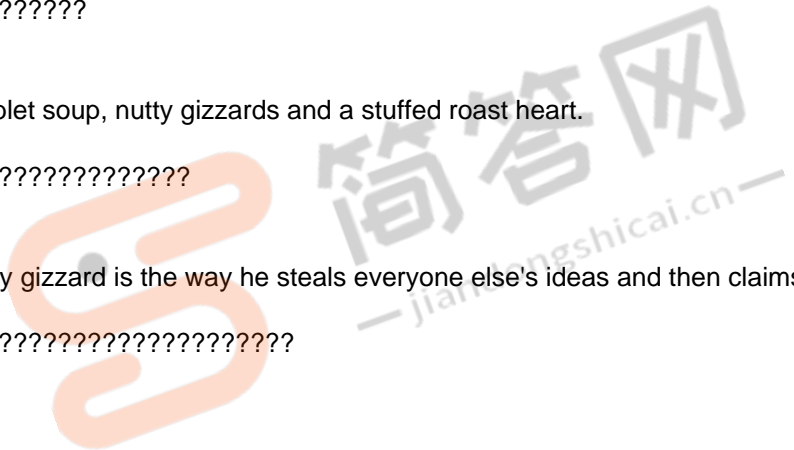 ??????
let soup, nutty gizzards and a stuffed roast heart.
?????????????
y gizzard is the way he steals everyone else's ideas and then claims
????????????????????
简答网